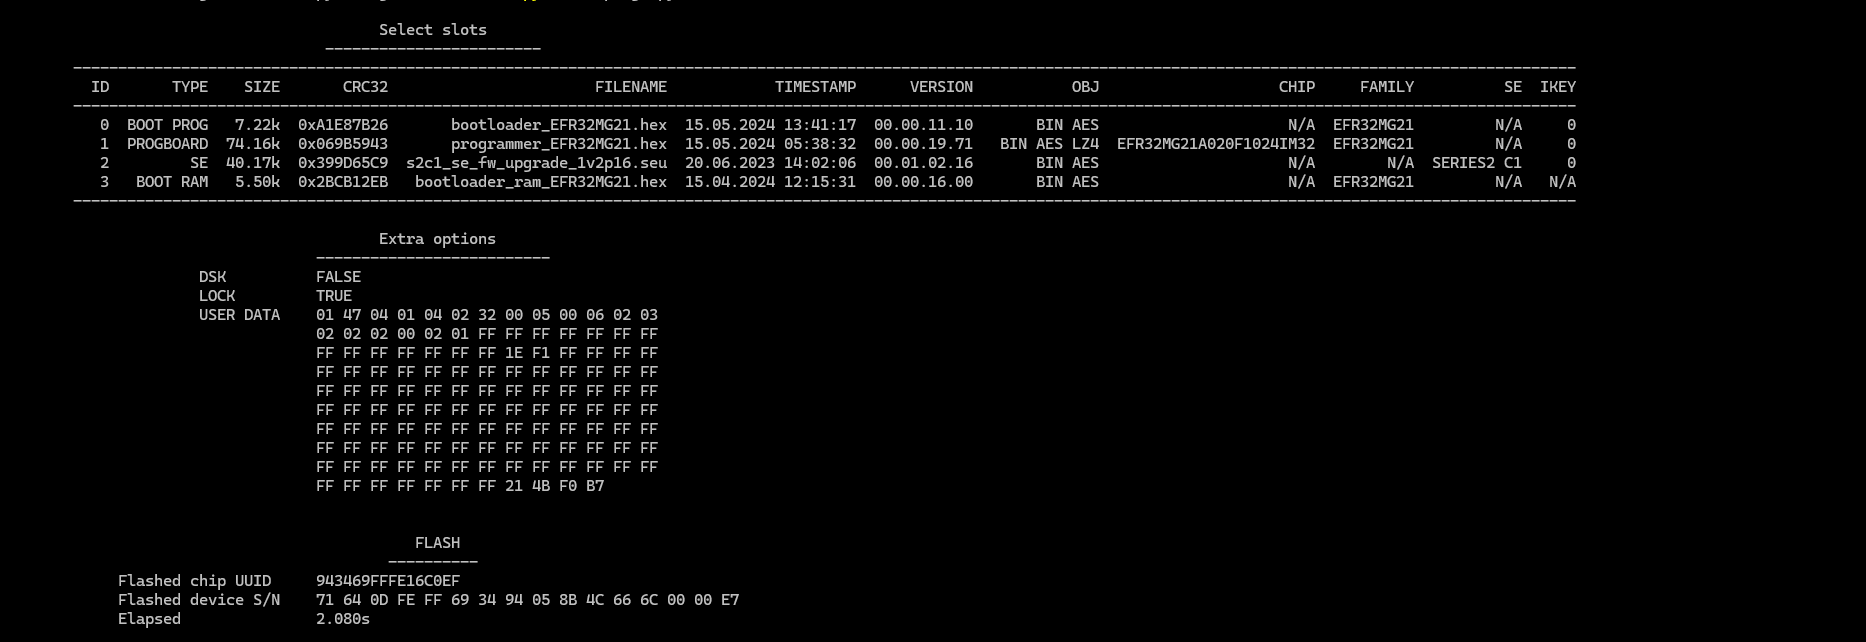 Select slots
------------------------
ID TYPE SIZE CRC32 FILENAME TIMESTAMP VERSION OBJ CHIP FAMILY SE IKEY
0 BOOT PROG 7.22k 0xA1E87B26 bootloader_EFR32MG21.hex 15.05.2024 13:41:17 00.00.11.10 BIN AES N/A EFR32MG21 N/A 0
1 PROGBOARD 74.16k 0x069B5943 programmer_EFR32MG21.hex 15.05.2024 05:38:32 00.00.19.71 BIN AES LZ4 EFR32MG21A020F1024IM32 EFR32MG21 N/A 0
2 SE 40.17k 0x399D65C9 s2c1_se_fw_upgrade_1v2p16.seu 20.06.2023 14:02:06 00.01.02.16 BIN AES N/A N/A SERIES2 C1 0
3 BOOT RAM 5.50k 0x2BCB12EB bootloader_ram_EFR32MG21.hex 15.04.2024 12:15:31 00.00.16.00 BIN AES N/A EFR32MG21 N/A N/A
Extra options
--------------------------
DSK FALSE
LOCK TRUE
USER DATA 01 47 04 01 04 02 32 00 05 00 06 02 03
02 02 02 00 02 01 FF FF FF FF FF FF FF
FF FF FF FF FF FF FF 1E F1 FF FF FF FF
FF FF FF FF FF FF FF FF FF FF FF FF FF
FF FF FF FF FF FF FF FF FF FF FF FF FF
FF FF FF FF FF FF FF FF FF FF FF FF FF
FF FF FF FF FF FF FF FF FF FF FF FF FF
FF FF FF FF FF FF FF FF FF FF FF FF FF
FF FF FF FF FF FF FF FF FF FF FF FF FF
FF FF FF FF FF FF FF 21 4B F0 B7
FLASH
----------
Flashed chip UUID 943469FFFE16C0EF
Flashed device S/N 71 64 0D FE FF 69 34 94 05 8B 4C 66 6C 00 00 E7
Elapsed 2.080s